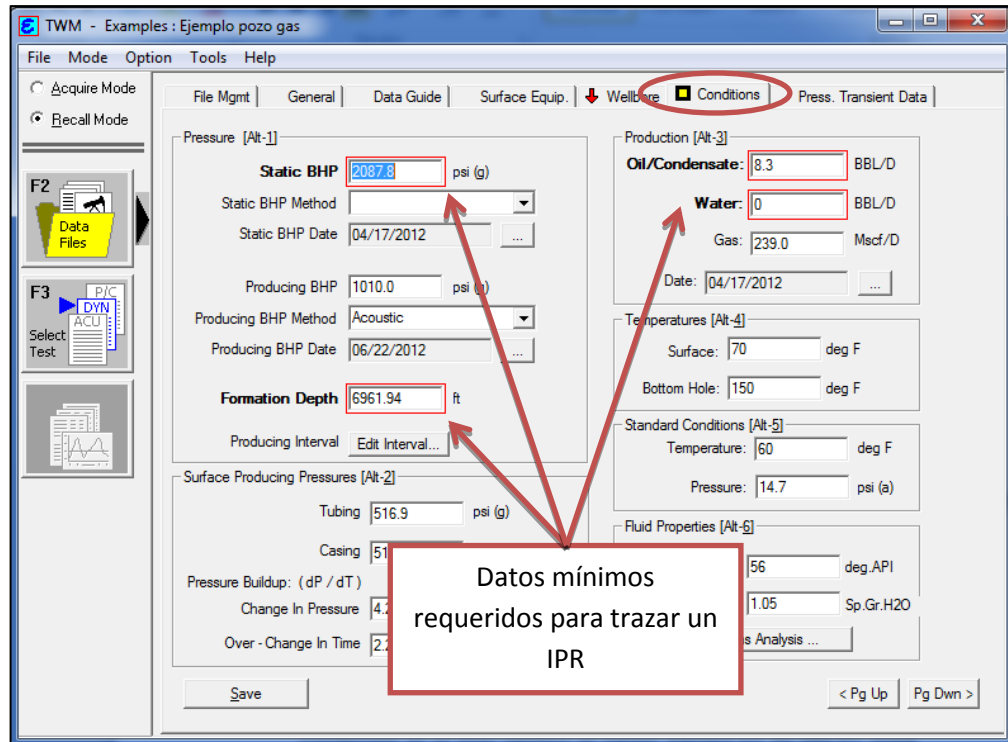 TWM - Examples : Ejemplo pozo gas
File Mode Option Tools Help
Acquire Mode
Recall Mode
F2
Data
Files
F3
P/C
DYN
ACU
Select
Test
File Mgmt General Data Guide Surface Equip. Wellbore Conditions Press. Transient Data
Pressure [Alt-1]
Static BHP 2087.8 psi (g)
Static BHP Method
Static BHP Date 04/17/2012 ...
Producing BHP 1010.0 psi (g)
Producing BHP Method Acoustic
Producing BHP Date 06/22/2012 ...
Formation Depth 6961.94 ft
Producing Interval Edit Interval...
Surface Producing Pressures [Alt-2]
Tubing 516.9 psi (g)
Casing 51
Pressure Buildup: ( dP / dT )
Change In Pressure 4.2
Over - Change In Time 2.2
Production [Alt-3]
Oil/Condensate: 8.3 BBL/D
Water: 0 BBL/D
Gas: 239.0 Mscf/D
Date: 04/17/2012 ...
Temperatures [Alt-4]
Surface: 70 deg F
Bottom Hole: 150 deg F
Standard Conditions [Alt-5]
Temperature: 60 deg F
Pressure: 14.7 psi (a)
Fluid Properties [Alt-6]
56 deg.API
1.05 Sp.Gr.H2O
s Analysis ...
Datos mínimos
requeridos para trazar un
IPR
Save < Pg Up Pg Dwn >